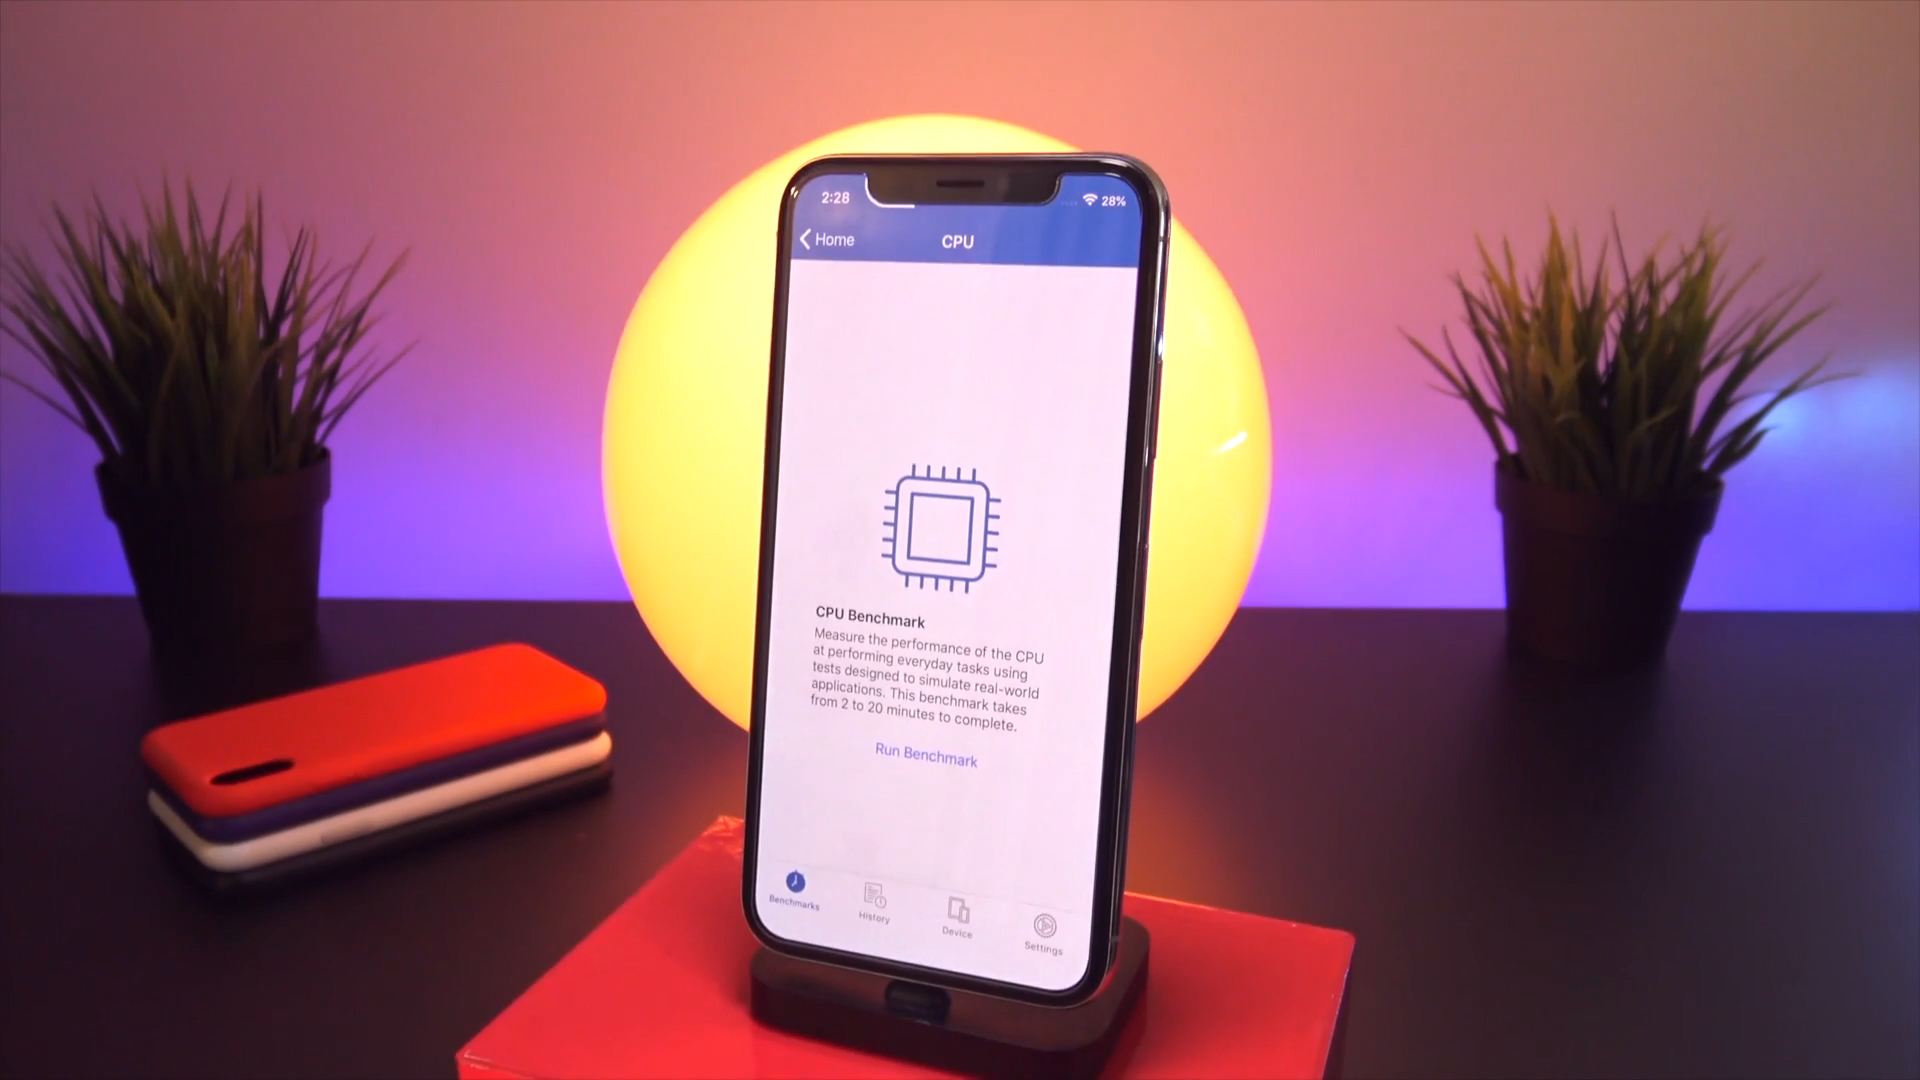 2:28
28%
Home
CPU
CPU Benchmark
Measure the performance of the CPU
at performing everyday tasks using
tests designed to simulate real-world
applications. This benchmark takes
from 2 to 20 minutes to complete.
Run Benchmark
Benchmarks
History
Device
Settings